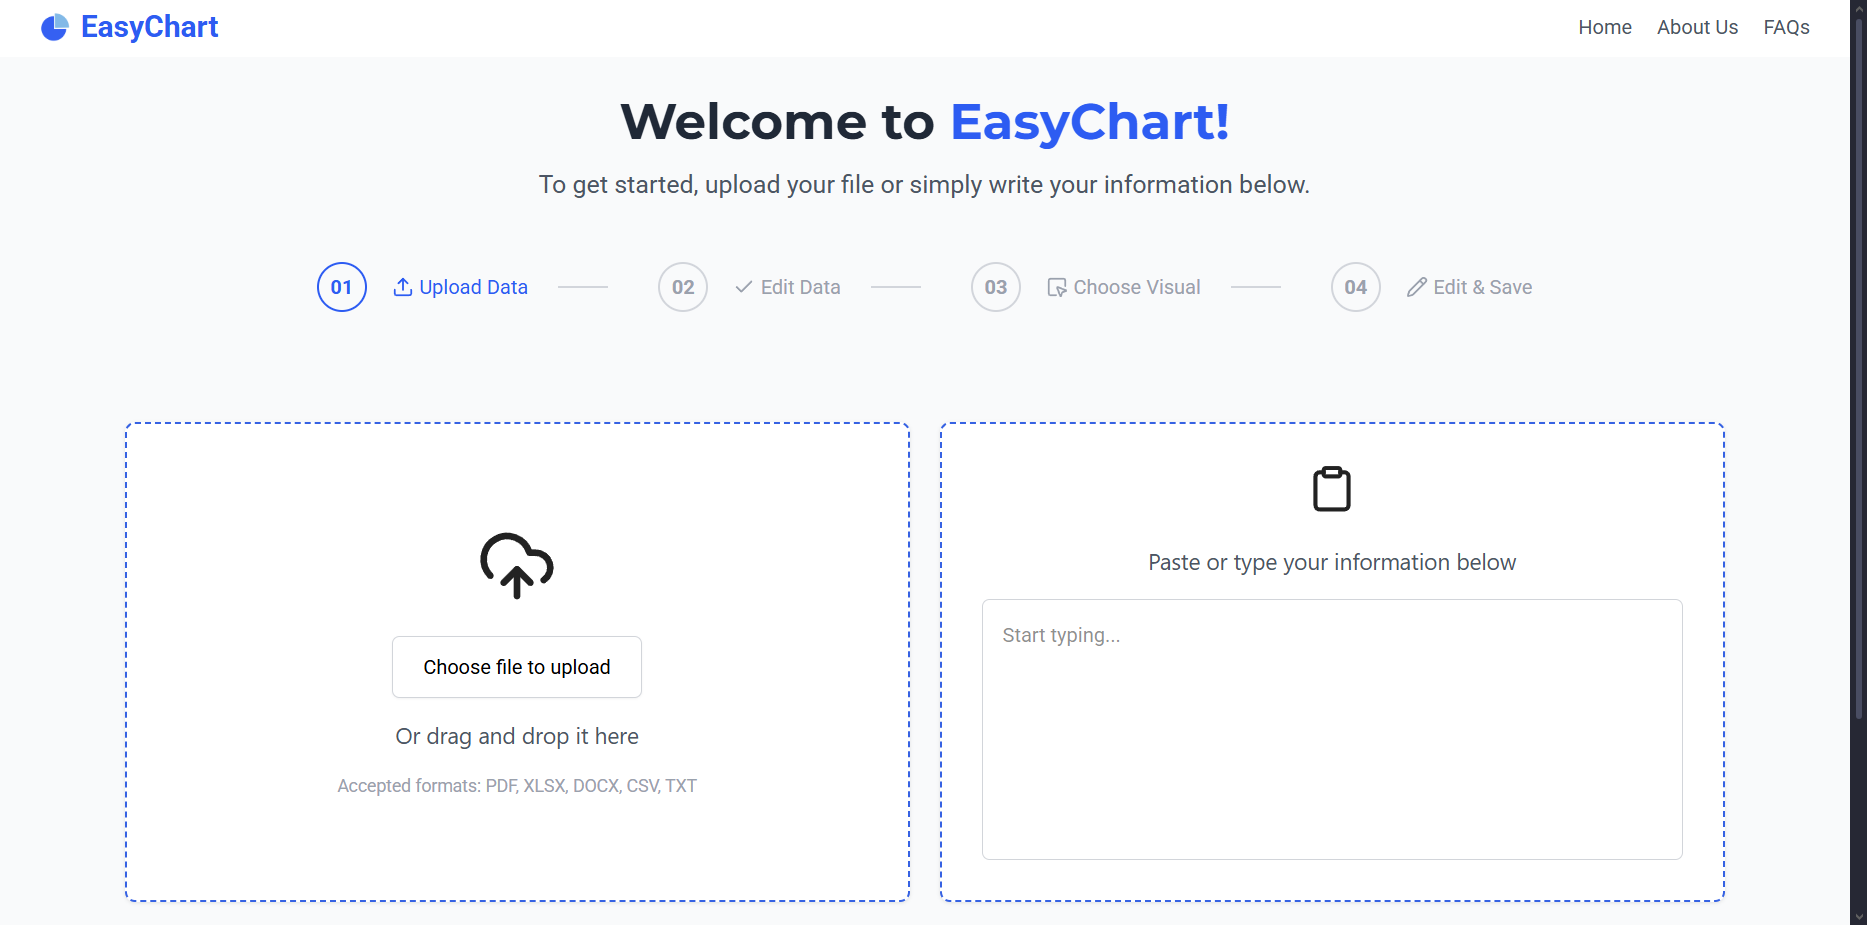 EasyChart
Home About Us FAQs
Welcome to EasyChart!
To get started, upload your file or simply write your information below.
01 Upload Data 02 Edit Data 03 Choose Visual 04 Edit & Save
Choose file to upload
Or drag and drop it here
Accepted formats: PDF, XLSX, DOCX, CSV, TXT
Paste or type your information below
Start typing...